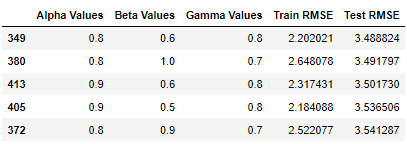 Alpha Values Beta Values Gamma Values Train RMSE Test RMSE
349 0.8 0.6 0.8 2.202021 3.488824
380 0.8 1.0 0.7 2.648078 3.491797
413 0.9 0.6 0.8 2.317431 3.501730
405 0.9 0.5 0.8 2.184088 3.536506
372 0.8 0.9 0.7 2.522077 3.541287